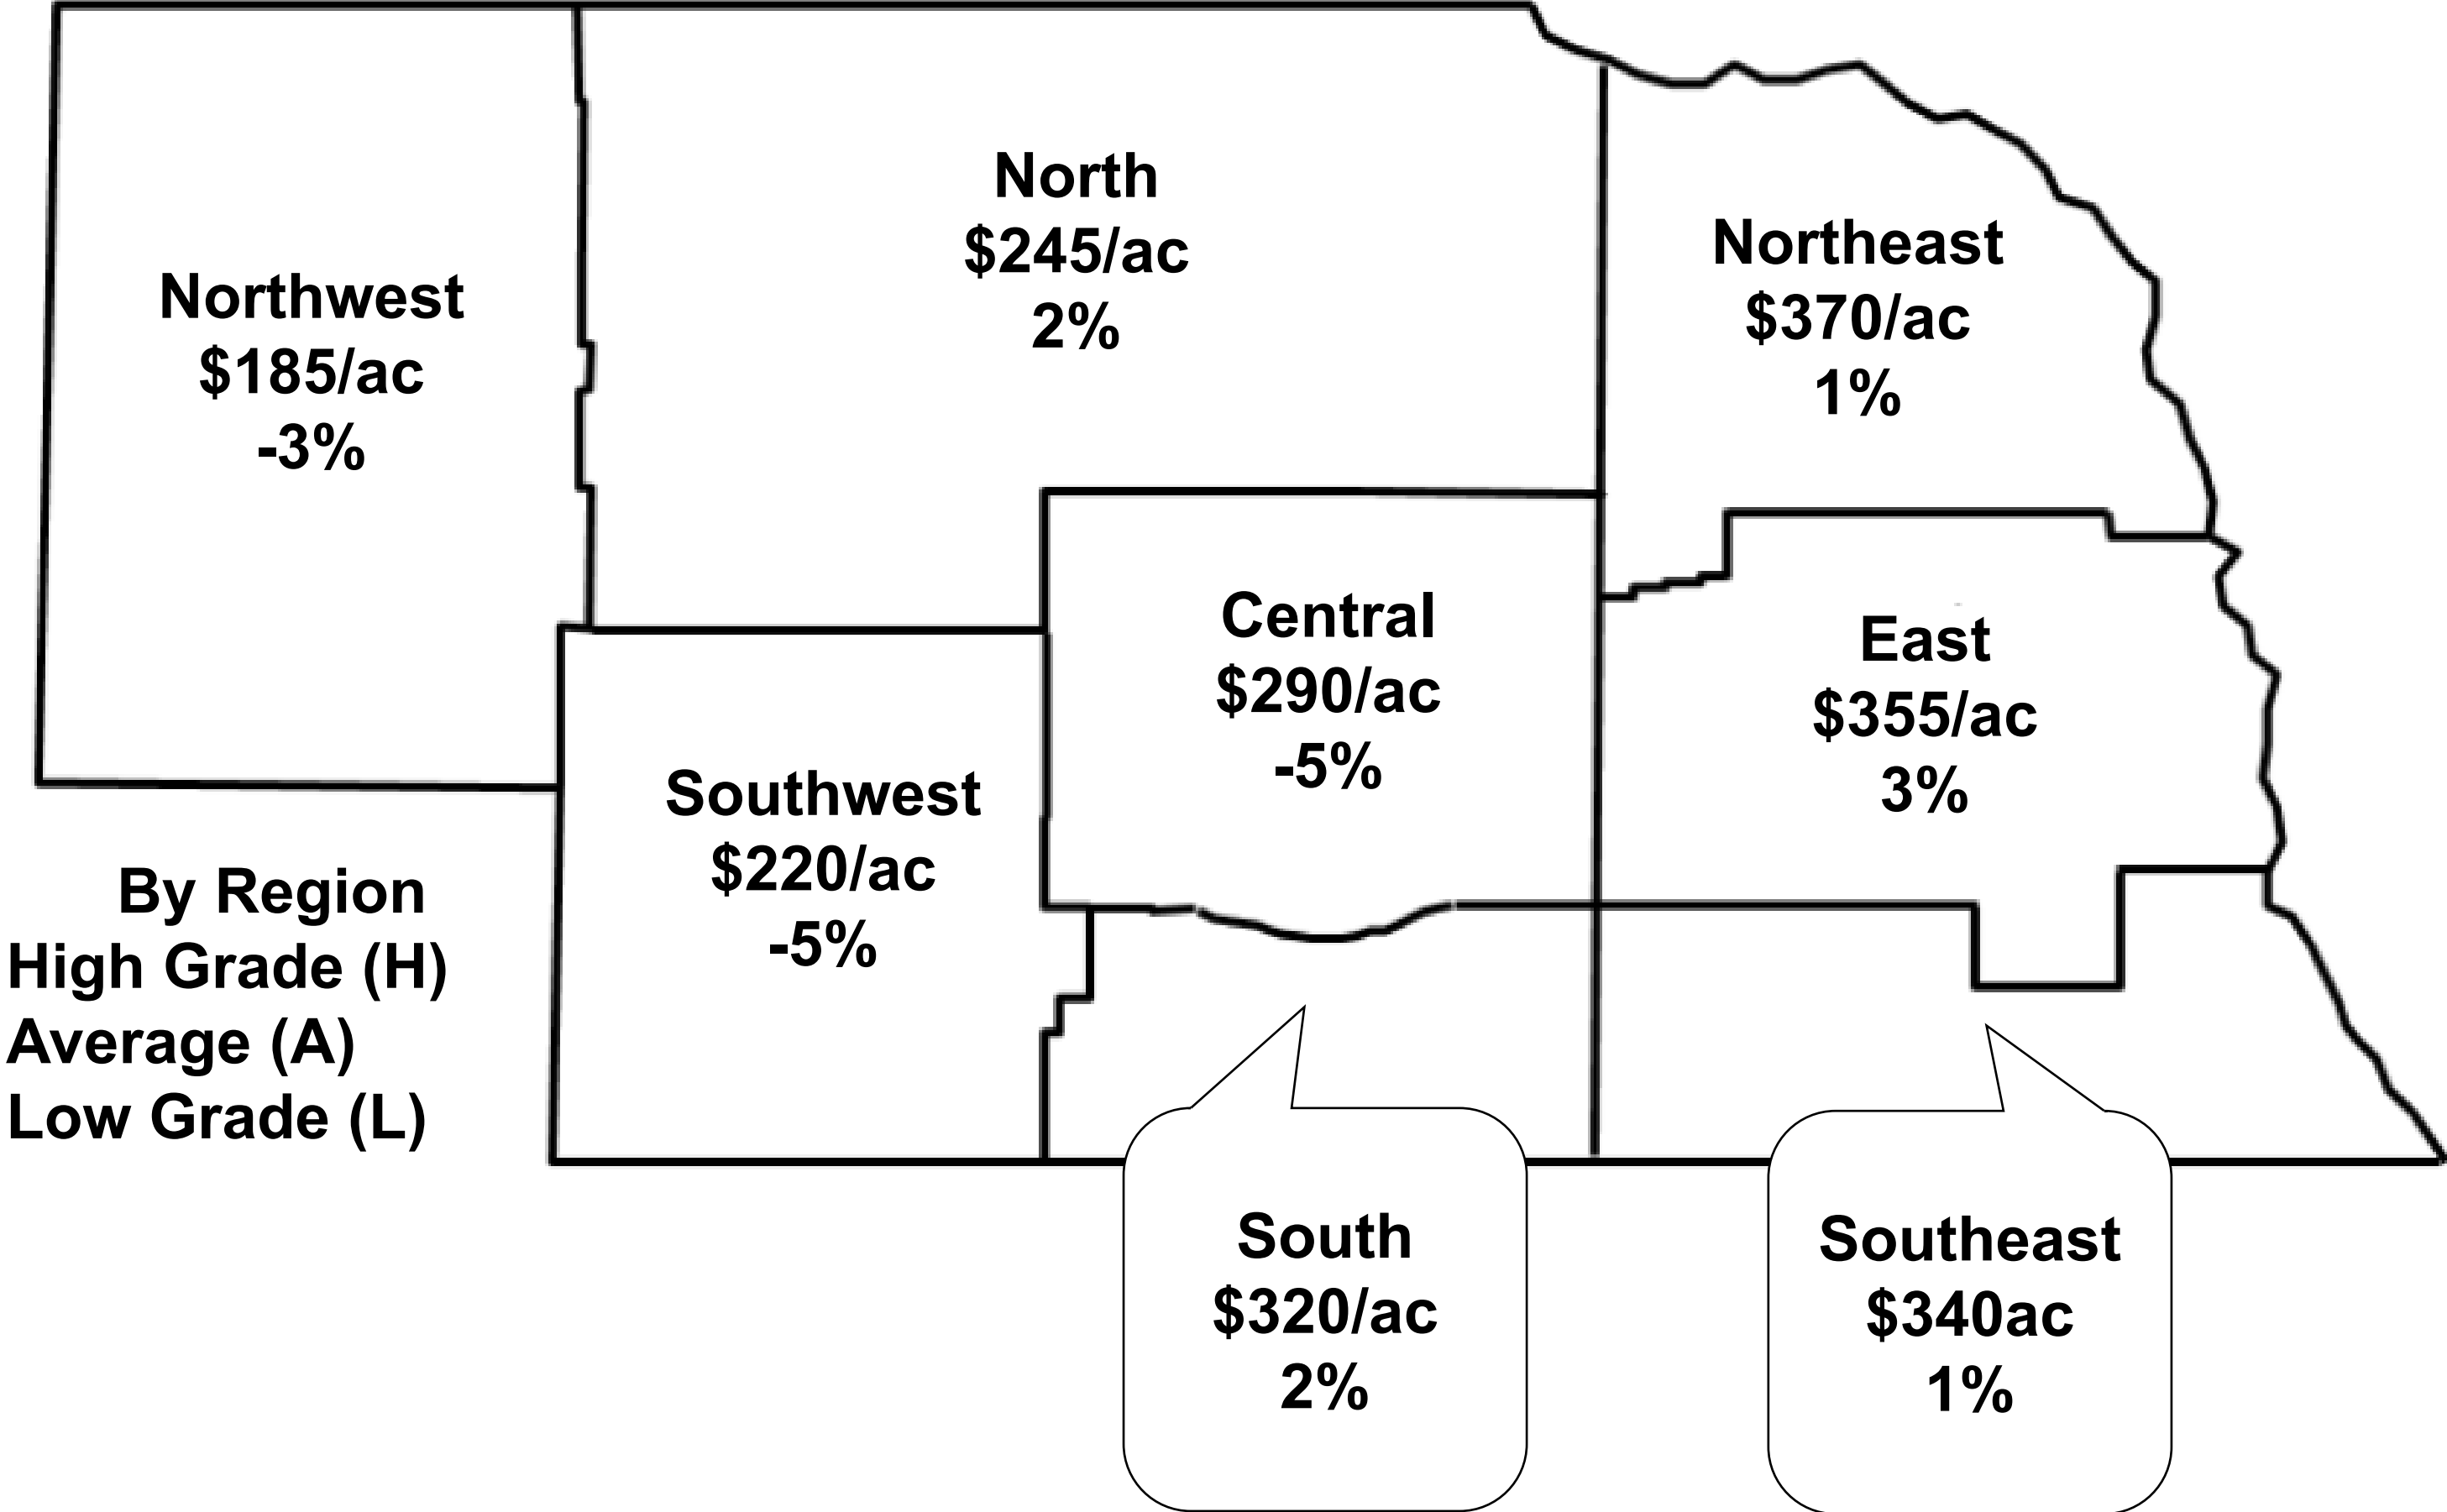 North
$245/ac
2%
Northeast
$370/ac
1%
Northwest
$185/ac
-3%
Central
$290/ac
-5%
East
$355/ac
3%
Southwest
$220/ac
-5%
By Region
High Grade (H)
Average (A)
Low Grade (L)
South
$320/ac
2%
Southeast
$340ac
1%